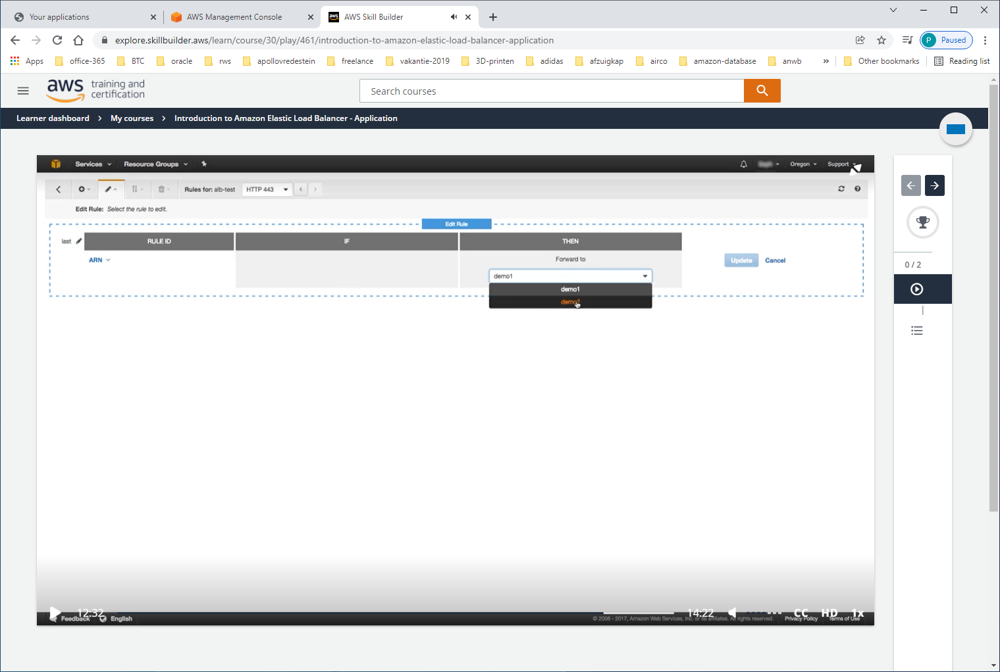 Your applications
AWS Management Console
AWS Skill Builder
explore.skillbuilder.aws/learn/course/30/play/461/introduction-to-amazon-elastic-load-balancer-application
P Paused
Apps office-365 BTC oracle rws apollovredestein freelance vakantie-2019 3D-printen adidas afzuigkap airco amazon-database anwb » Other bookmarks Reading list
aws training and certification
Search courses
Learner dashboard > My courses > Introduction to Amazon Elastic Load Balancer - Application
Services Resource Groups Oregon Support
Rules for: alb-test HTTP 443
Edit Rule: Select the rule to edit.
Edit Rule
last RULE ID IF THEN
ARN Forward to Update Cancel
demo1
demo1
demo2
0 / 2
12:32 14:22 CC HD 1x
Feedback English © 2008 - 2017, Amazon Web Services, Inc. or its affiliates. All rights reserved. Privacy Policy Terms of Use